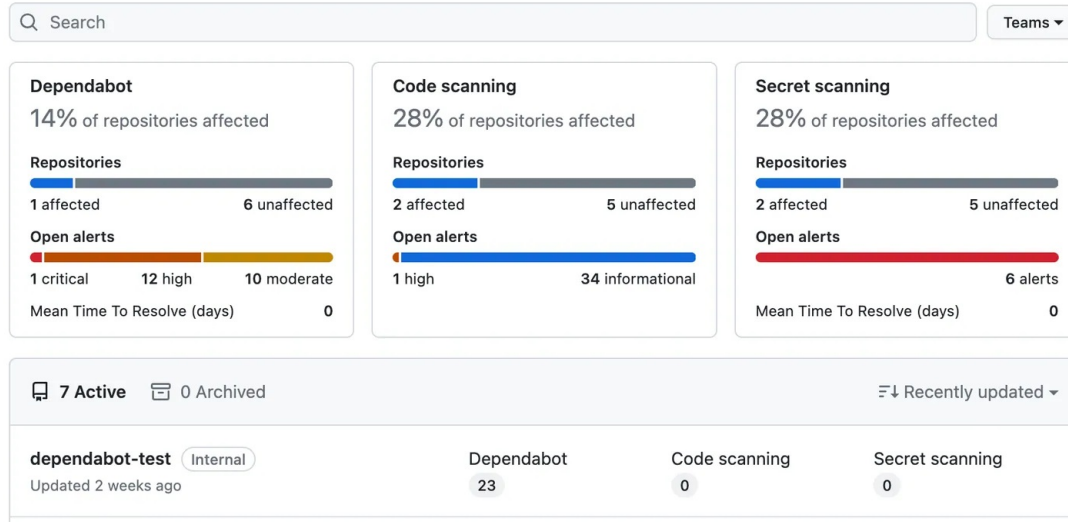 Search
Teams
Dependabot
14% of repositories affected
Repositories
1 affected 6 unaffected
Open alerts
1 critical 12 high 10 moderate
Mean Time To Resolve (days) 0
Code scanning
28% of repositories affected
Repositories
2 affected 5 unaffected
Open alerts
1 high 34 informational
Secret scanning
28% of repositories affected
Repositories
2 affected 5 unaffected
Open alerts
6 alerts
Mean Time To Resolve (days) 0
7 Active 0 Archived Recently updated
dependabot-test Internal Dependabot Code scanning Secret scanning
Updated 2 weeks ago 23 0 0